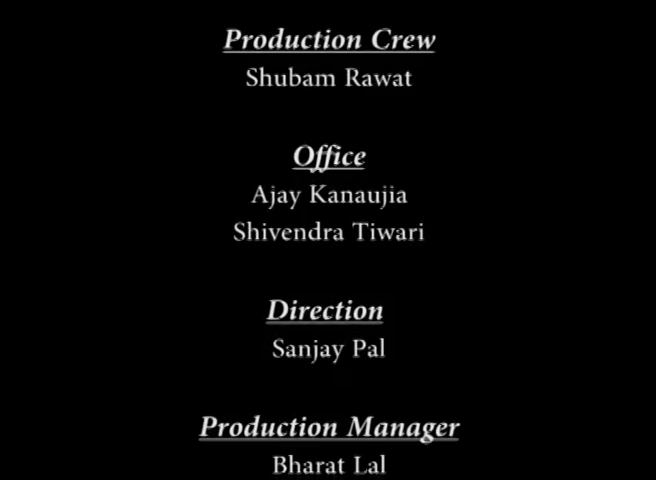 Production Crew
Shubam Rawat
Office
Ajay Kanaujia
Shivendra Tiwari
Direction
Sanjay Pal
Production Manager
Bharat Lal